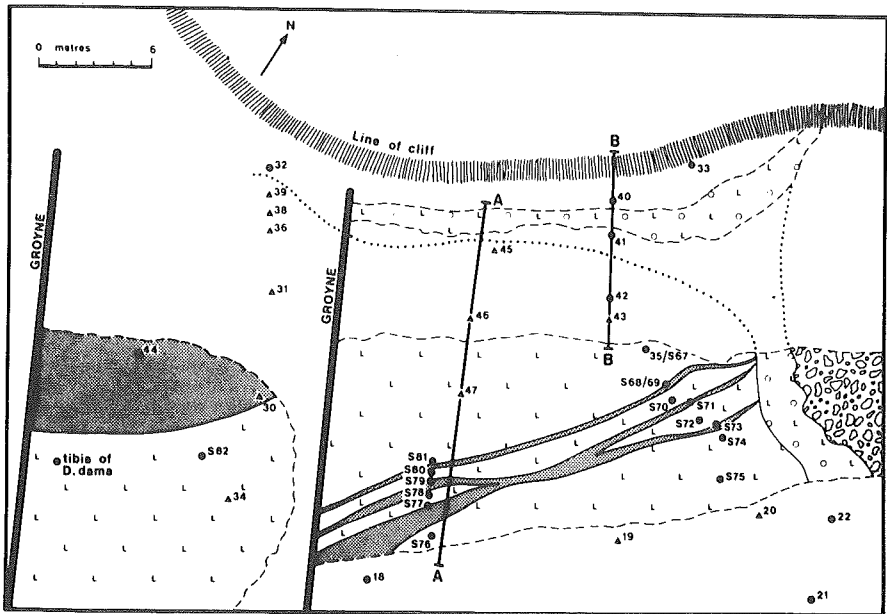 N
0 metres 6
Line of cliff
B
33
32
40
39
A
38
36
41
45
GROYNE
GROYNE
31
42
46
43
B
44
35/S67
S68/69
47
S70
S71
30
S72
S73
S74
tibia of
D. dama
S82
S81
S80
S79
S75
34
S78
S77
20
22
S76
19
A
18
21